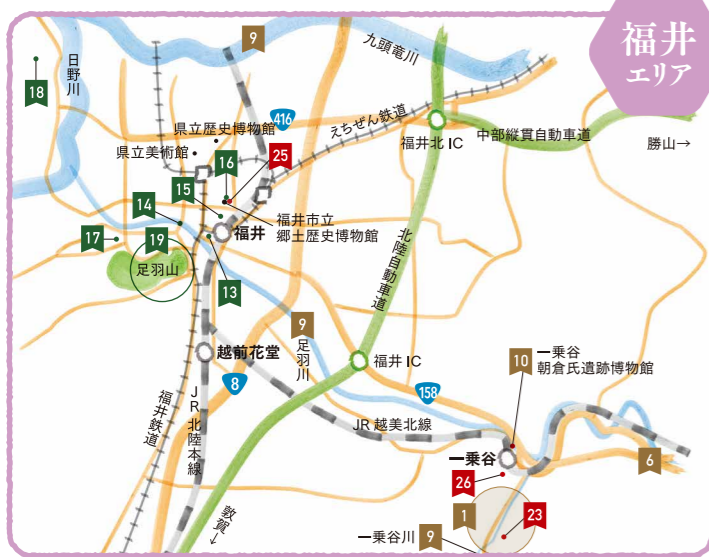 福井
エリア
9
九頭竜川
日野川
18
416
県立歴史博物館
えちぜん鉄道
県立美術館
福井北 IC
中部縦貫自動車道
勝山→
16
25
15
14
福井市立
郷土歴史博物館
福井
17
19
足羽山
13
北陸自動車道
9
足羽川
越前花堂
福井 IC
8
10
一乗谷
朝倉氏遺跡博物館
158
福井鉄道
JR北陸本線
JR 越美北線
一乗谷
6
26
1
23
敦賀→
一乗谷川
9